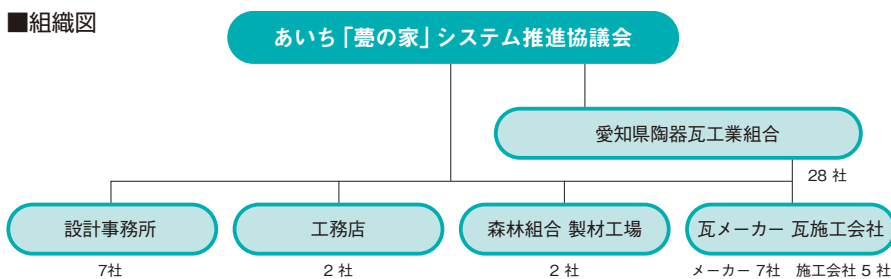 ■組織図
あいち「甍の家」システム推進協議会
愛知県陶器瓦工業組合
28 社
設計事務所
工務店
森林組合 製材工場
瓦メーカー 瓦施工会社
7社
2 社
2 社
メーカー 7社 施工会社 5 社